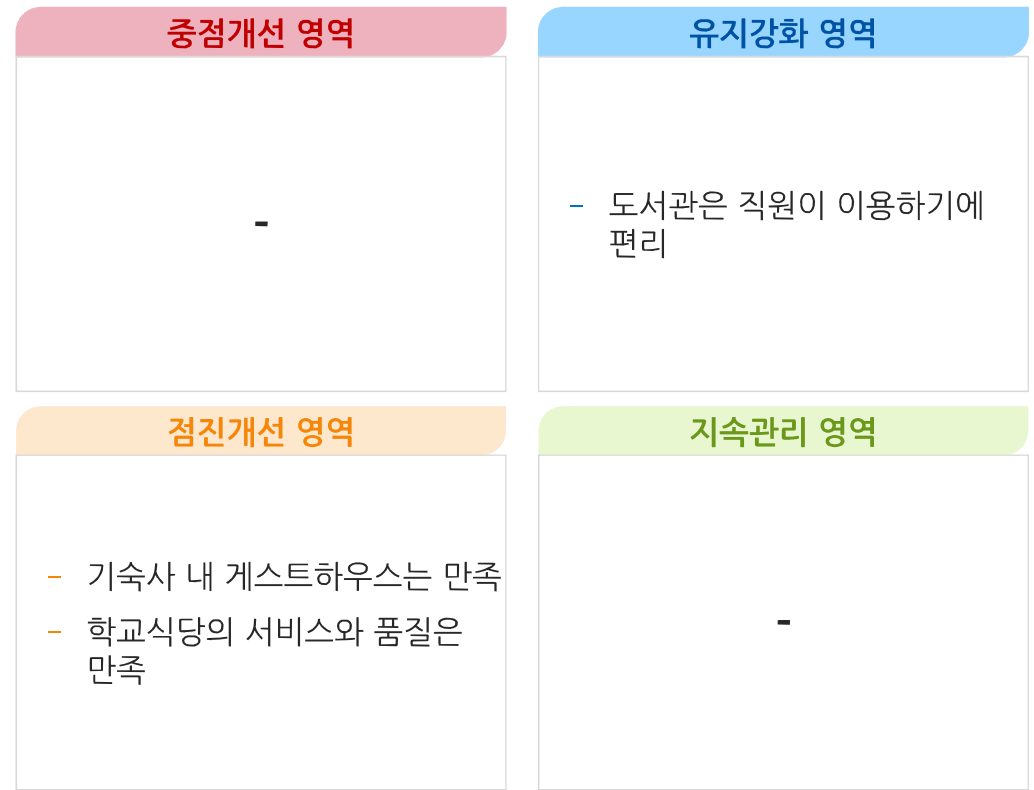 중점개선 영역
-
유지강화 영역
- 도서관은 직원이 이용하기에
편리
점진개선 영역
- 기숙사 내 게스트하우스는 만족
- 학교식당의 서비스와 품질은
만족
지속관리 영역
-